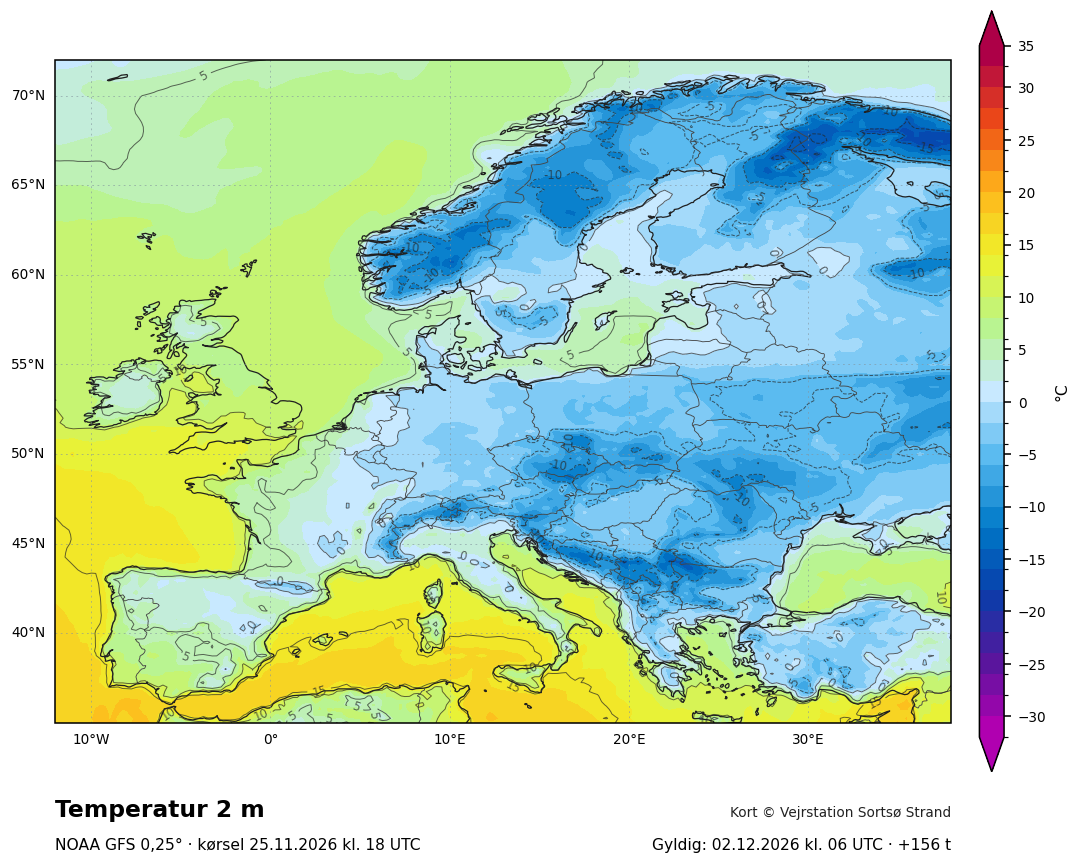 70°N
65°N
60°N
55°N
50°N
45°N
40°N
10°W
0°
10°E
20°E
30°E
35
30
25
20
15
10
5
0
−5
−10
−15
−20
−25
−30
°C
Temperatur 2 m
Kort © Vejrstation Sortsø Strand
NOAA GFS 0,25° · kørsel 25.11.2026 kl. 18 UTC
Gyldig: 02.12.2026 kl. 06 UTC · +156 t